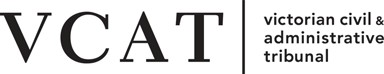 VCAT
victorian civil &
administrative
tribunal